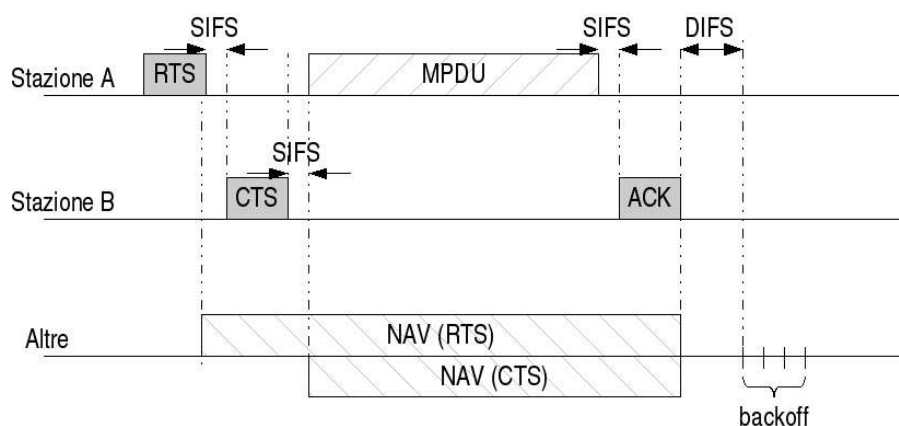 SIFS
SIFS
DIFS
Stazione A
RTS
MPDU
SIFS
Stazione B
CTS
ACK
Altre
NAV (RTS)
NAV (CTS)
backoff